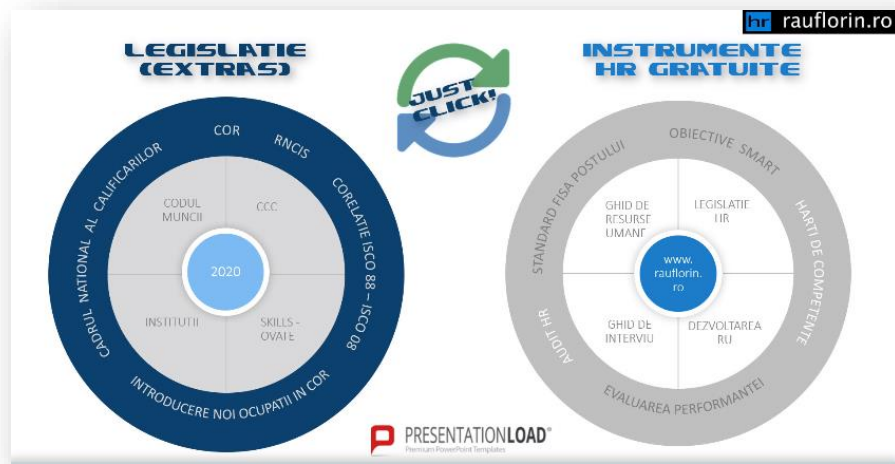 hr rauflorin.ro
LEGISLATIE
(EXTRAS)
JUST
CLICK!
INSTRUMENTE
HR GRATUITE
CADRUL NATIONAL AL CALIFICARILOR
COR
RNCIS
CORELATIE ISCO 88 – ISCO 08
INTRODUCERE NOI OCUPATII IN COR
CODUL
MUNCII
CCC
2020
INSTITUTII
SKILLS -
OVATE
STANDARD FISA POSTULUI
OBIECTIVE SMART
HARTI DE COMPETENTE
EVALUAREA PERFORMANTEI
AUDIT HR
GHID DE
RESURSE
UMANE
LEGISLATIE
HR
www.
rauflorin.
ro
GHID DE
INTERVIU
DEZVOLTAREA
RU
PRESENTATIONLOAD®
Premium PowerPoint Templates